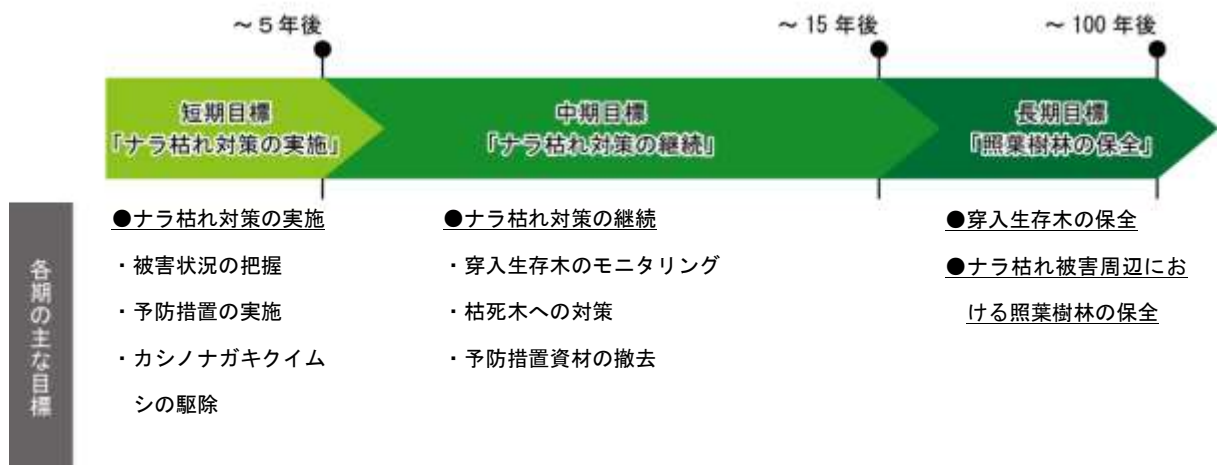 ～５年後
～ 15 年後
～ 100 年後
短期目標
「ナラ枯れ対策の実施」
中期目標
「ナラ枯れ対策の継続」
長期目標
『照葉樹林の保全』
各期の主な目標
●ナラ枯れ対策の実施
・被害状況の把握
・予防措置の実施
・カシノナガキクイム
シの駆除
●ナラ枯れ対策の継続
・穿入生存木のモニタリング
・枯死木への対策
・予防措置資材の撤去
●穿入生存木の保全
●ナラ枯れ被害周辺にお
ける照葉樹林の保全